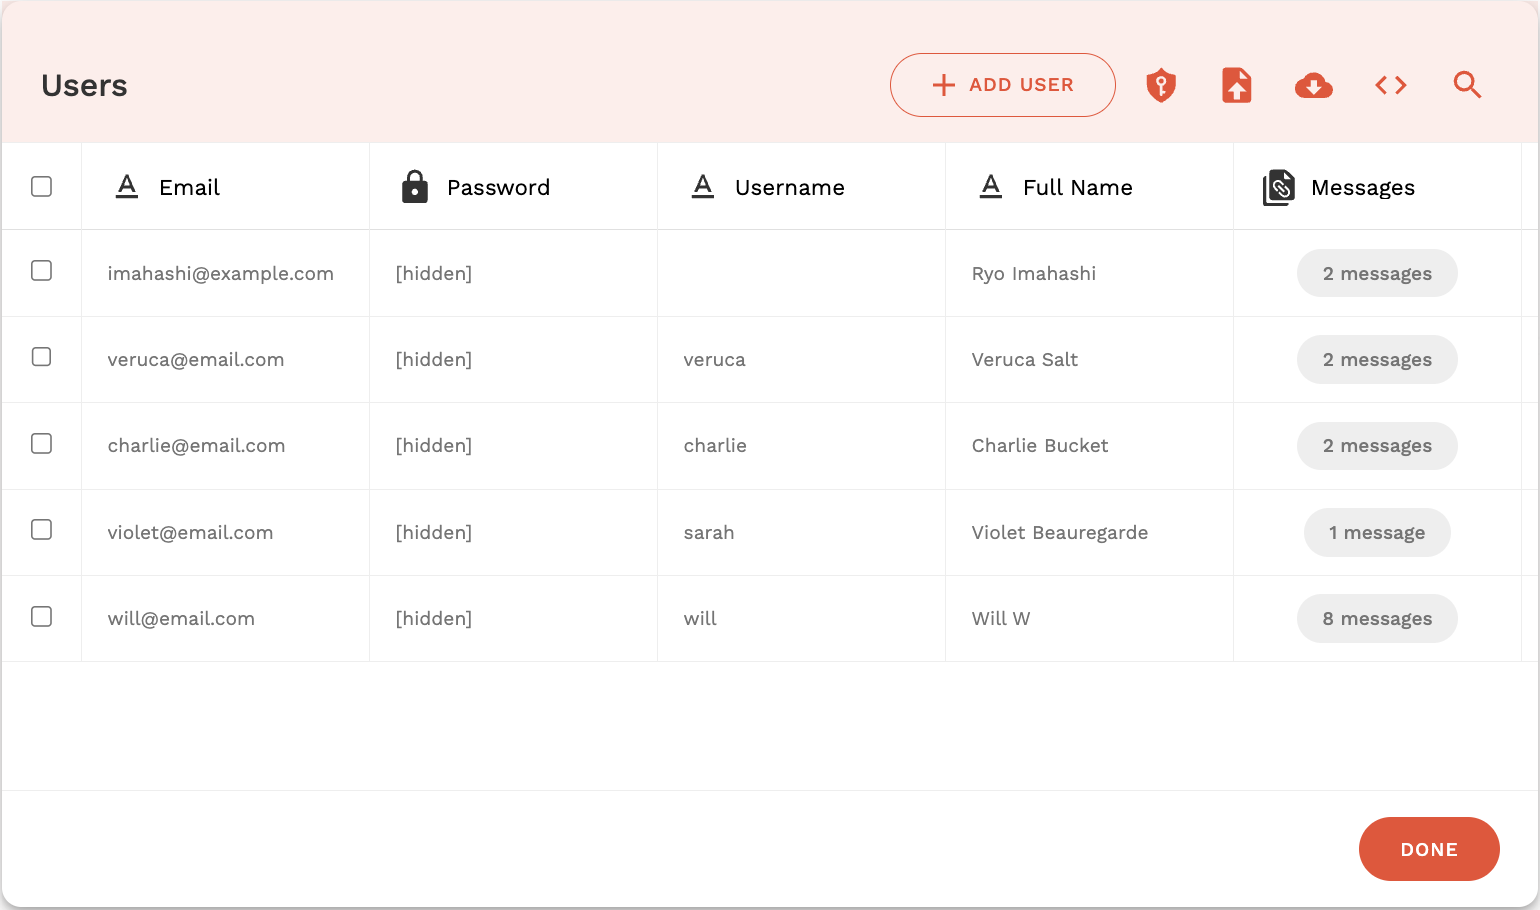 Users
ADD USER
Email Password Username Full Name Messages
imahashi@example.com [hidden] Ryo Imahashi 2 messages
veruca@email.com [hidden] veruca Veruca Salt 2 messages
charlie@email.com [hidden] charlie Charlie Bucket 2 messages
violet@email.com [hidden] sarah Violet Beauregarde 1 message
will@email.com [hidden] will Will W 8 messages
DONE